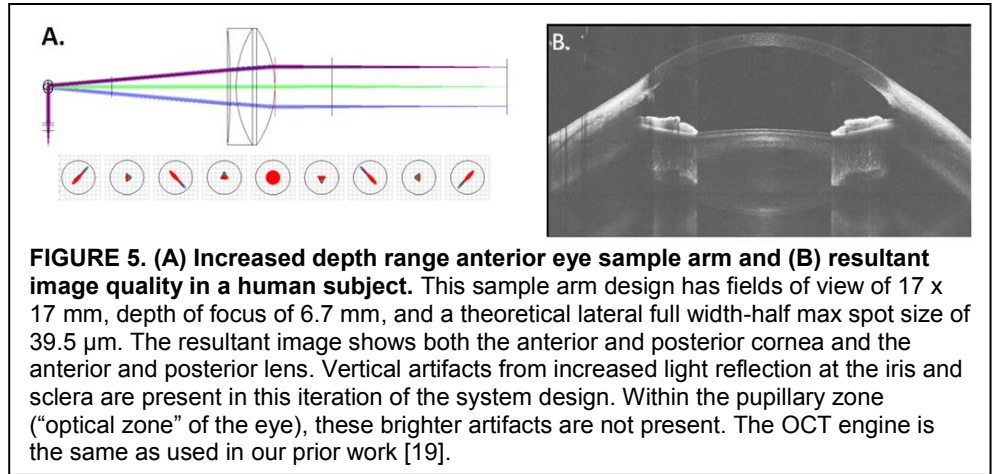 A.
B.
FIGURE 5. (A) Increased depth range anterior eye sample arm and (B) resultant
image quality in a human subject. This sample arm design has fields of view of 17 x
17 mm, depth of focus of 6.7 mm, and a theoretical lateral full width-half max spot size of
39.5 µm. The resultant image shows both the anterior and posterior cornea and the
anterior and posterior lens. Vertical artifacts from increased light reflection at the iris and
sclera are present in this iteration of the system design. Within the pupillary zone
(“optical zone” of the eye), these brighter artifacts are not present. The OCT engine is
the same as used in our prior work [19].